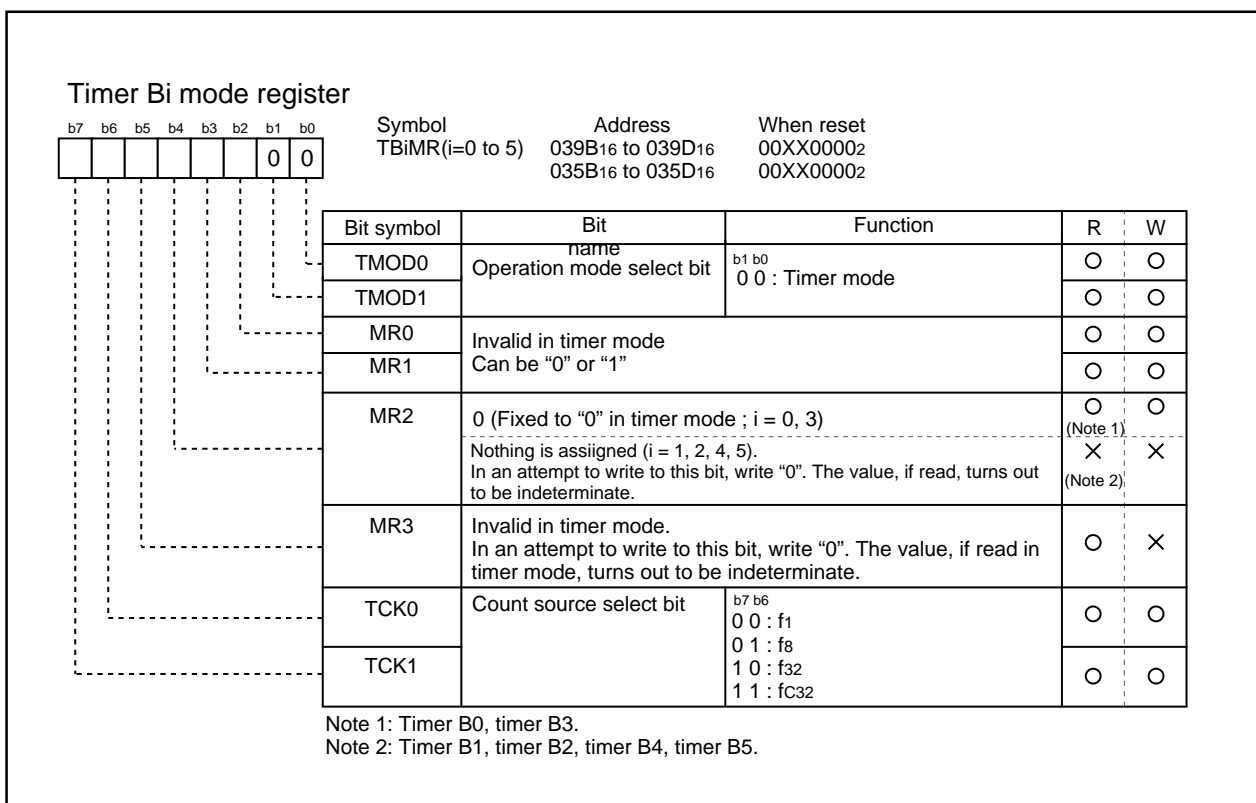 Timer Bi mode register
b7 b6 b5 b4 b3 b2 b1 b0
0 0
Symbol Address When reset
TBiMR(i=0 to 5) 039B16 to 039D16 00XX00002
035B16 to 035D16 00XX00002
Bit symbol Bit name Function R W
TMOD0 Operation mode select bit b1 b0
0 0 : Timer mode
TMOD1
MR0 Invalid in timer mode
MR1 Can be “0” or “1”
MR2 0 (Fixed to “0” in timer mode ; i = 0, 3)
(Note 1)
Nothing is assiigned (i = 1, 2, 4, 5).
In an attempt to write to this bit, write “0”. The value, if read, turns out
to be indeterminate.
(Note 2)
MR3 Invalid in timer mode.
In an attempt to write to this bit, write “0”. The value, if read in
timer mode, turns out to be indeterminate.
TCK0 Count source select bit b7 b6
0 0 : f1
0 1 : f8
TCK1 1 0 : f32
1 1 : fC32
Note 1: Timer B0, timer B3.
Note 2: Timer B1, timer B2, timer B4, timer B5.